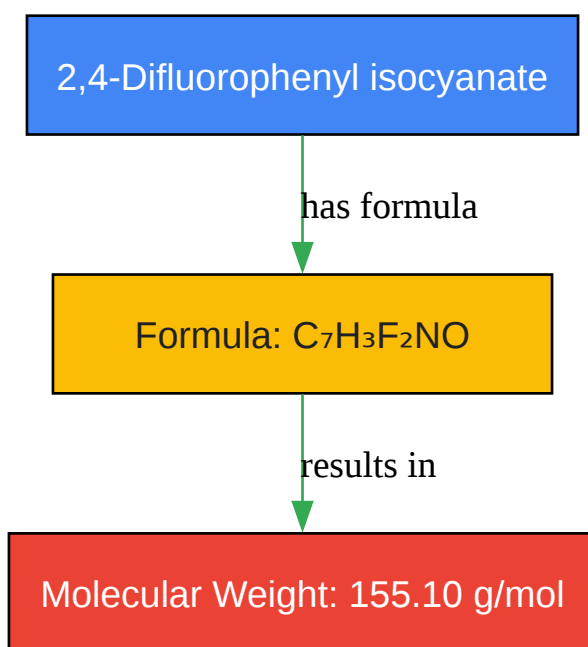 2,4-Difluorophenyl isocyanate
has formula
Formula: C₇H₃F₂NO
results in
Molecular Weight: 155.10 g/mol